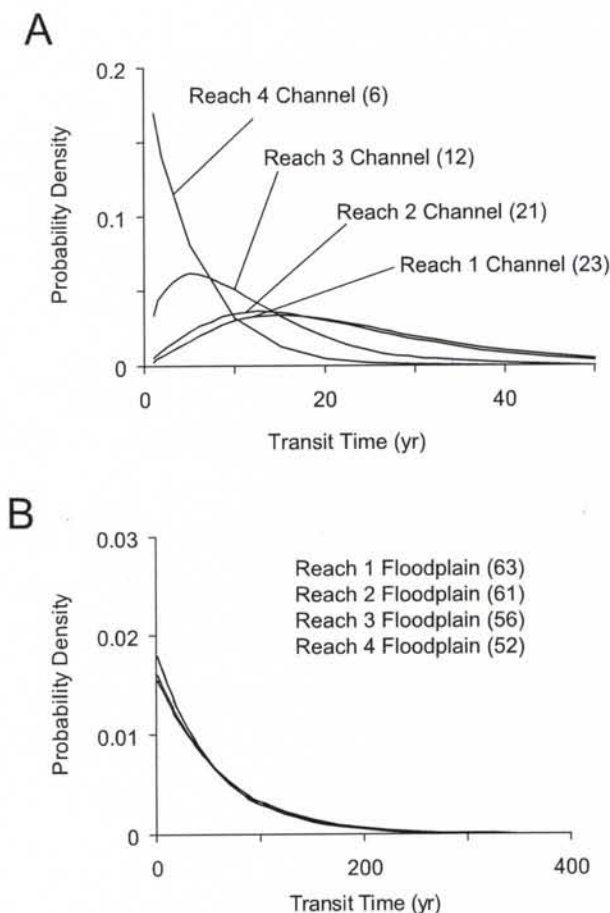 A
0.2
Reach 4 Channel (6)
Reach 3 Channel (12)
0.1
Reach 2 Channel (21)
Reach 1 Channel (23)
Probability Density
0
0 20 40
Transit Time (yr)
B
0.03
Reach 1 Floodplain (63)
Reach 2 Floodplain (61)
0.02
Reach 3 Floodplain (56)
Reach 4 Floodplain (52)
Probability Density
0.01
0
0 200 400
Transit Time (yr)